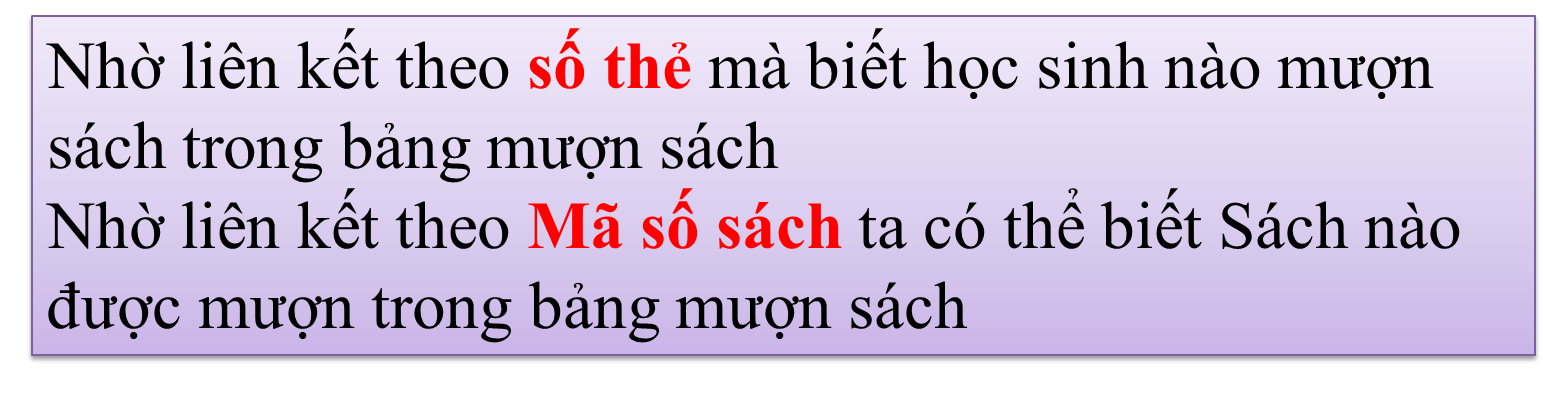 Nhờ liên kết theo số thẻ mà biết học sinh nào mượn
sách trong bảng mượn sách
Nhờ liên kết theo Mã số sách ta có thể biết Sách nào
được mượn trong bảng mượn sách